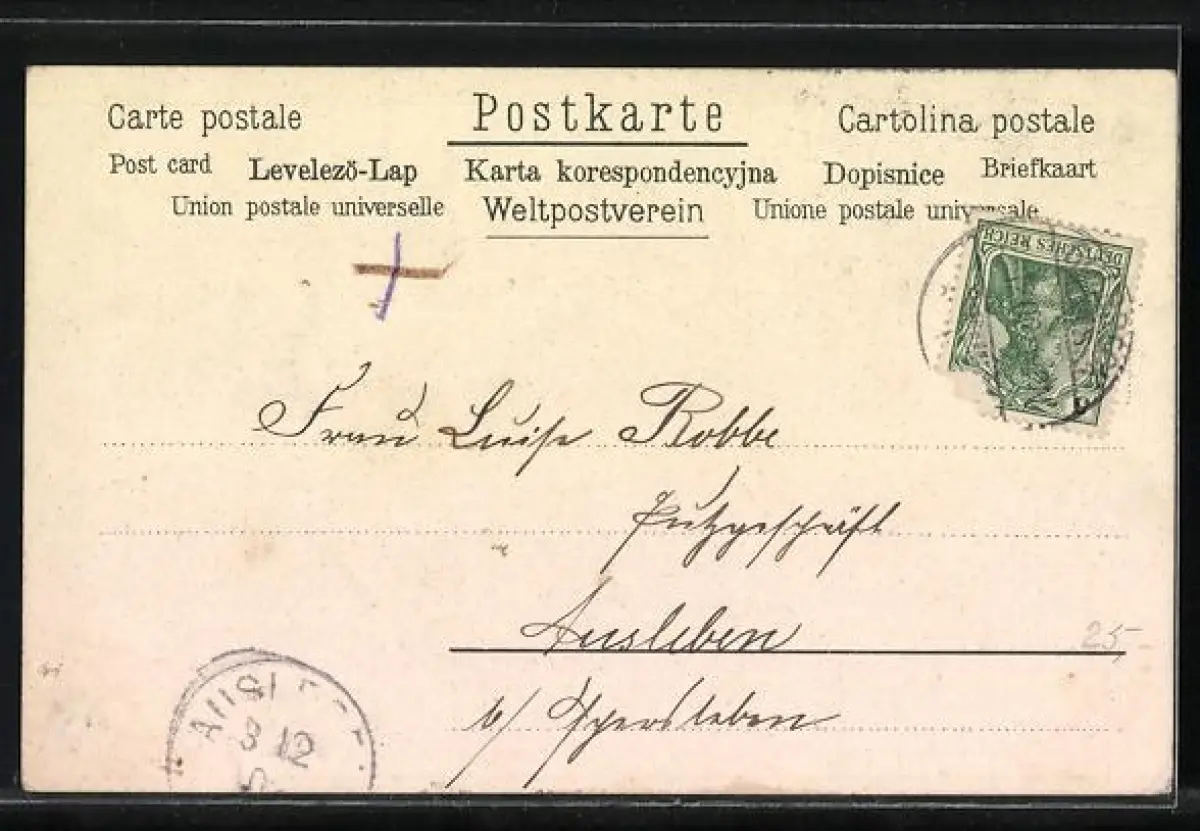 Carte postale Postkarte Cartolina postale
Post card Levelező-Lap Karta korespondencyjna Dopisnice Briefkaart
Union postale universelle Weltpostverein Unione postale universale
DEUTSCHES REICH
Frau Luise Robbe
Putzgeschäft
Ausleben
25,-
b/
3 12